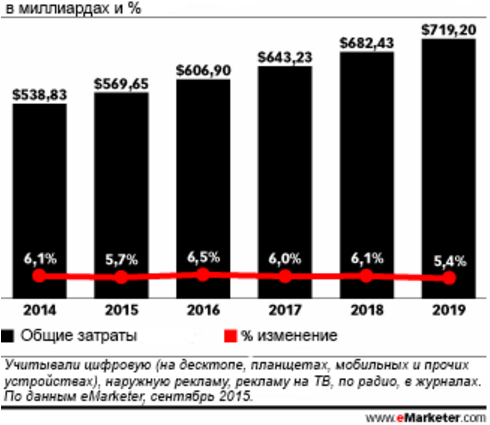 в миллиардах и %
$719,20
$682,43
$643,23
$606,90
$569,65
$538,83
6,1% 5,7% 6,5% 6,0% 6,1% 5,4%
2014 2015 2016 2017 2018 2019
Общие затраты % изменение
Учитывали цифровую (на десктопе, планщетах, мобильных и прочих
устройствах), наружную рекламу, рекламу на ТВ, по радио, в журналах.
По данным eMarketer, сентябрь 2015.
www.eMarketer.com